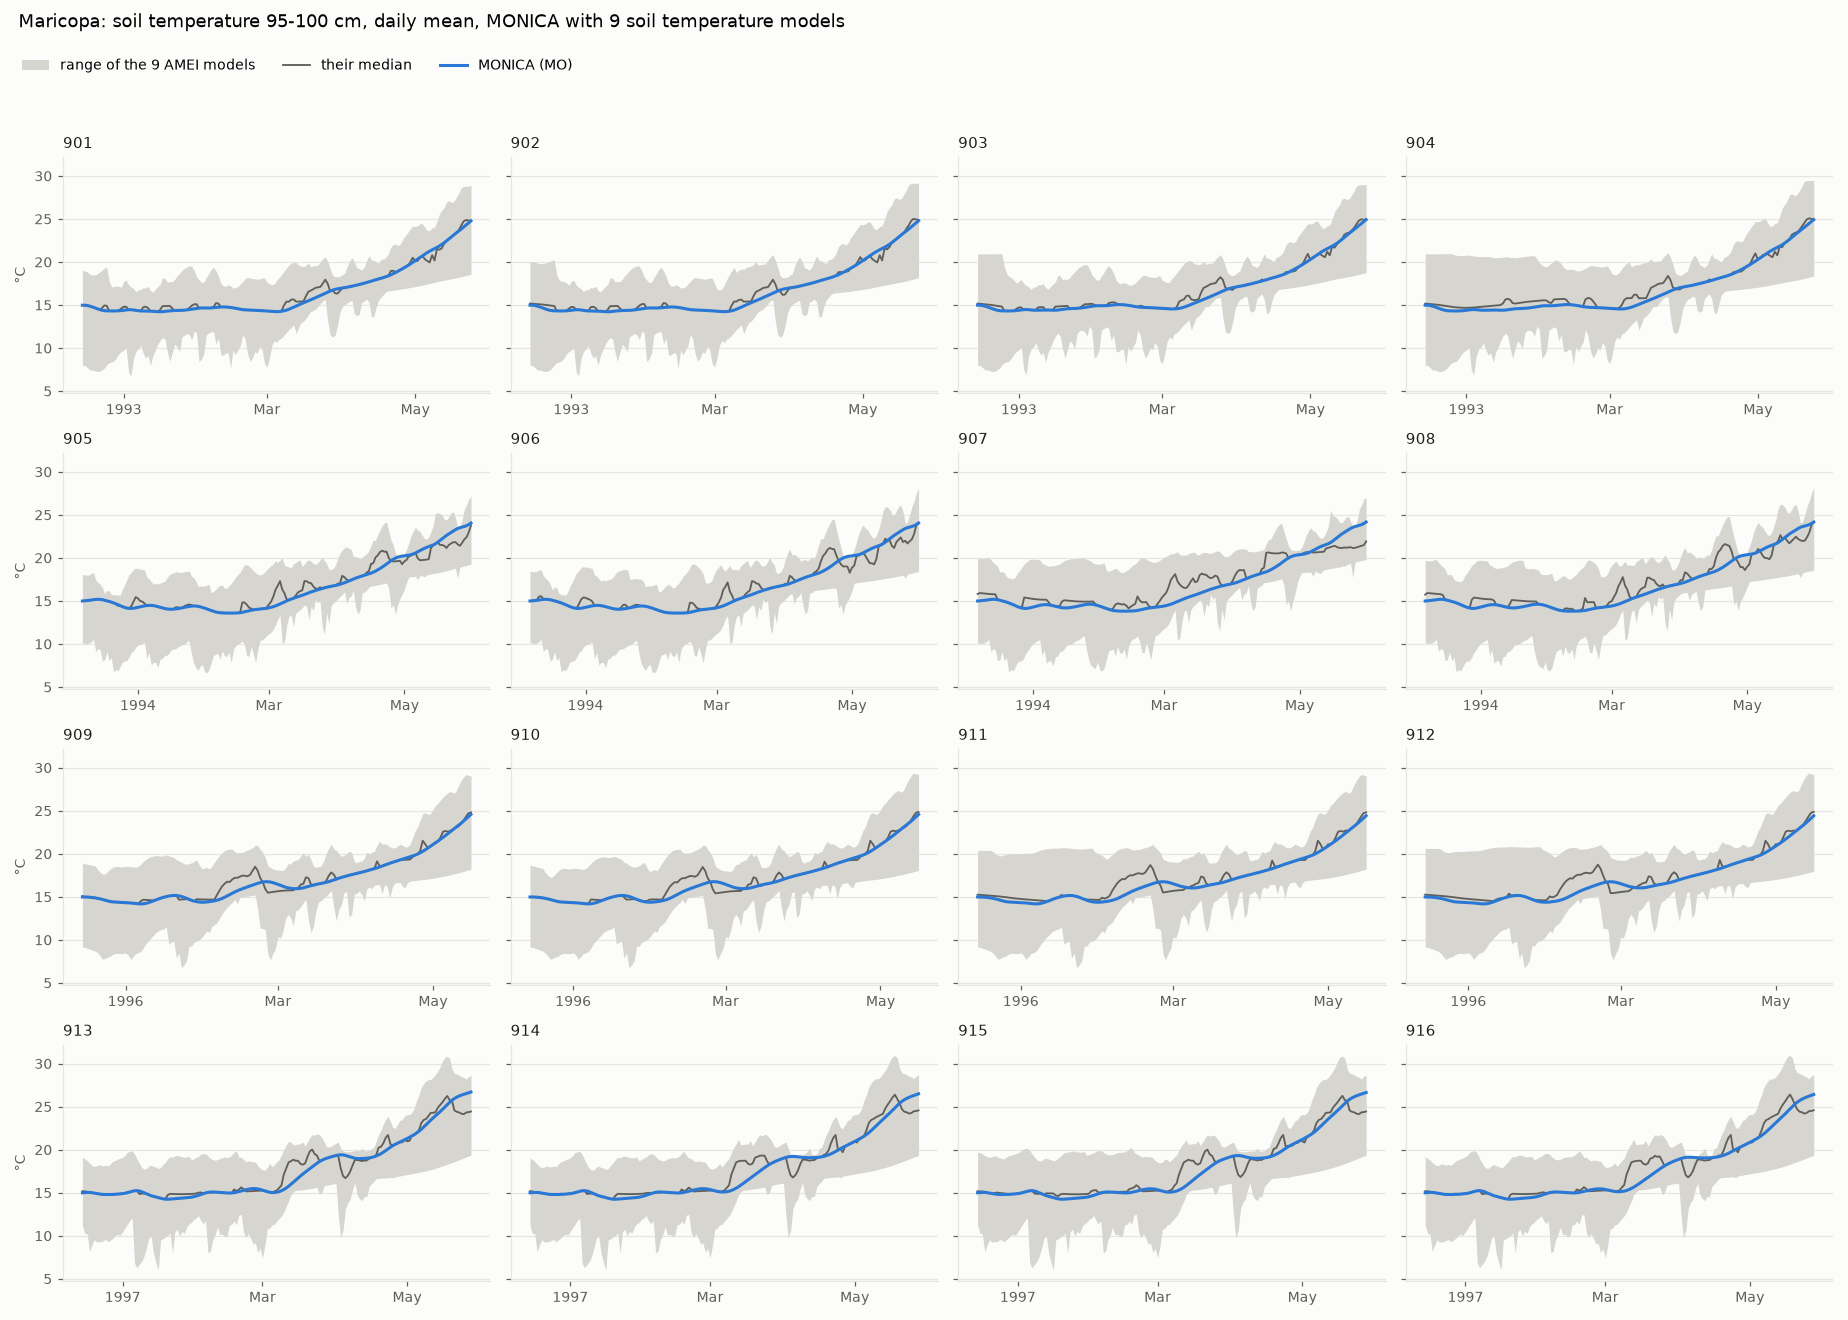 Maricopa: soil temperature 95-100 cm, daily mean, MONICA with 9 soil temperature models
range of the 9 AMEI models their median MONICA (MO)
901 902 903 904
30
25
20
15
10
5
°C
1993 Mar May 1993 Mar May 1993 Mar May 1993 Mar May
905 906 907 908
30
25
20
15
10
5
°C
1994 Mar May 1994 Mar May 1994 Mar May 1994 Mar May
909 910 911 912
30
25
20
15
10
5
°C
1996 Mar May 1996 Mar May 1996 Mar May 1996 Mar May
913 914 915 916
30
25
20
15
10
5
°C
1997 Mar May 1997 Mar May 1997 Mar May 1997 Mar May